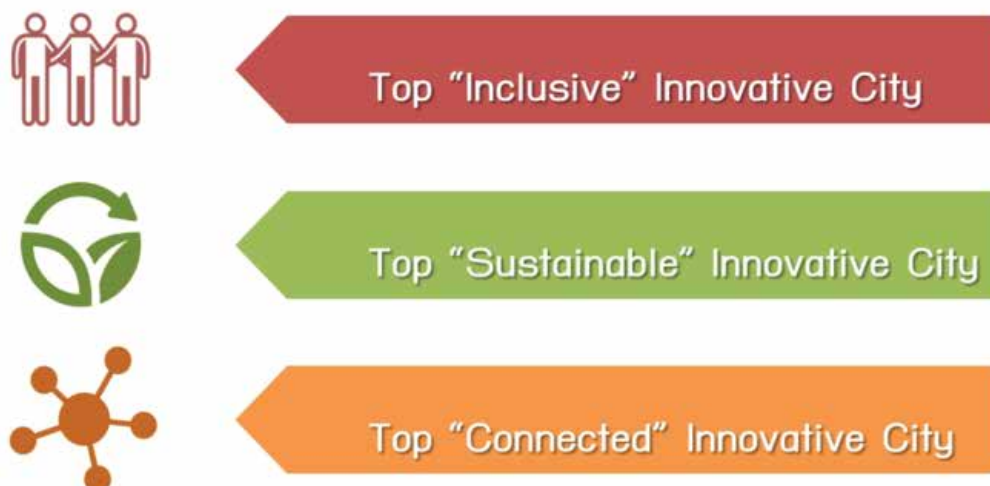 Top “Inclusive” Innovative City
Top “Sustainable” Innovative City
Top “Connected” Innovative City